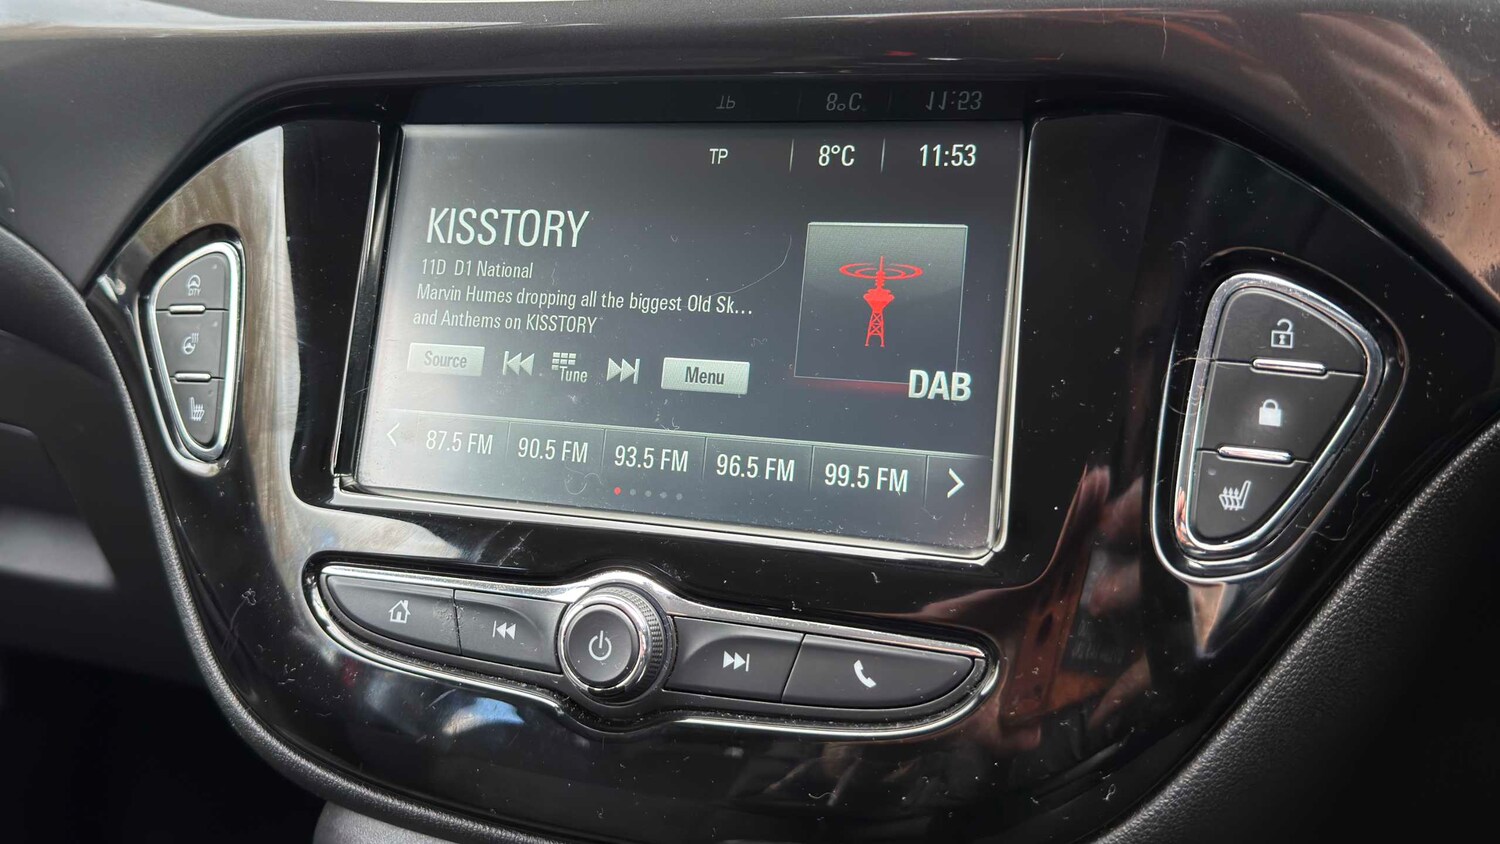 TP 8°C 11:53
KISSTORY
11D D1 National
Marvin Humes dropping all the biggest Old Sk...
and Anthems on KISSTORY
Source Tune Menu
DAB
87.5 FM 90.5 FM 93.5 FM 96.5 FM 99.5 FM
CITY